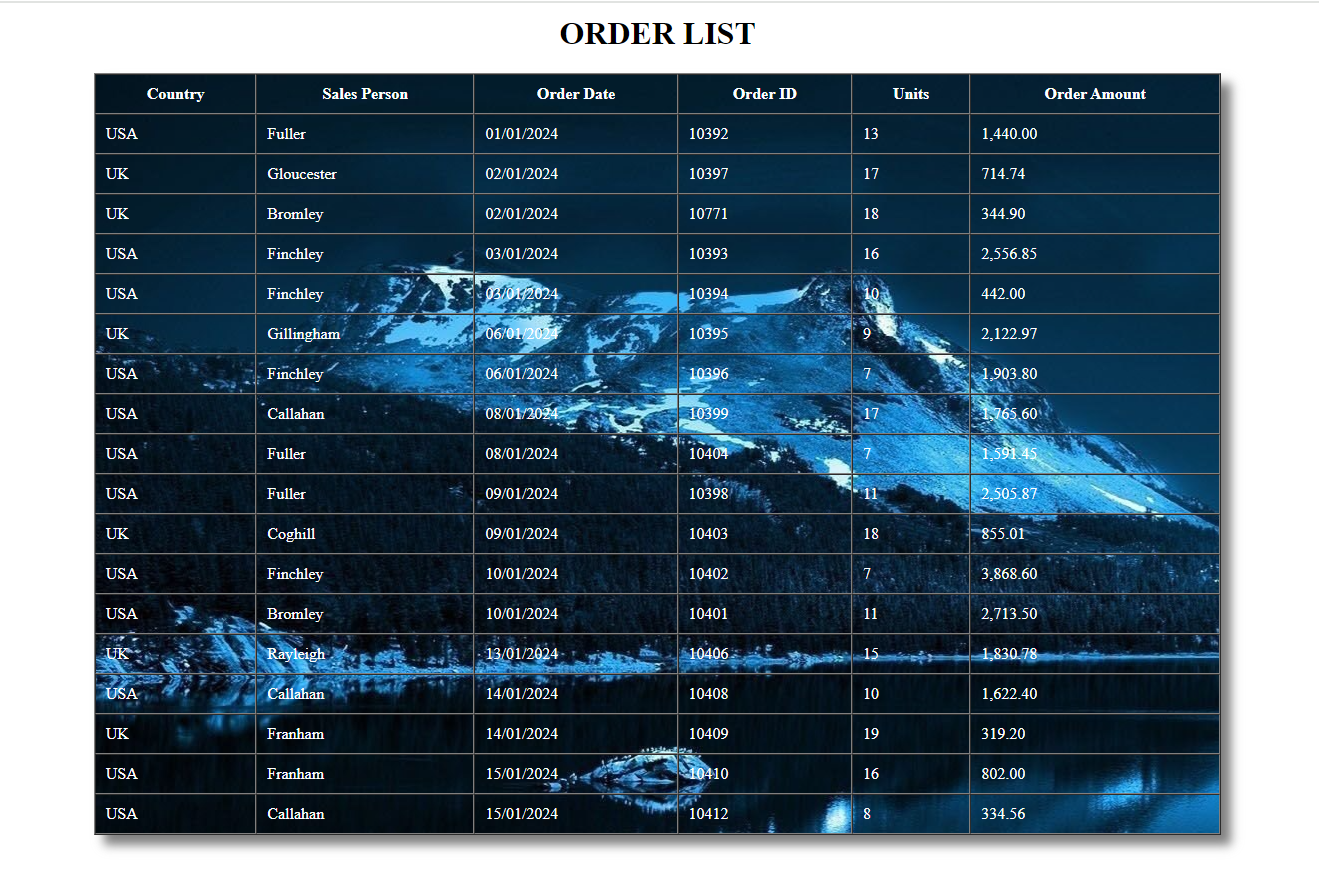 ORDER LIST
Country Sales Person Order Date Order ID Units Order Amount
USA Fuller 01/01/2024 10392 13 1,440.00
UK Gloucester 02/01/2024 10397 17 714.74
UK Bromley 02/01/2024 10771 18 344.90
USA Finchley 03/01/2024 10393 16 2,556.85
USA Finchley 03/01/2024 10394 10 442.00
UK Gillingham 06/01/2024 10395 9 2,122.97
USA Finchley 06/01/2024 10396 7 1,903.80
USA Callahan 08/01/2024 10399 17 1,765.60
USA Fuller 08/01/2024 10404 7 1,591.45
USA Fuller 09/01/2024 10398 11 2,505.87
UK Coghill 09/01/2024 10403 18 855.01
USA Finchley 10/01/2024 10402 7 3,868.60
USA Bromley 10/01/2024 10401 11 2,713.50
UK Rayleigh 13/01/2024 10406 15 1,830.78
USA Callahan 14/01/2024 10408 10 1,622.40
UK Franham 14/01/2024 10409 19 319.20
USA Franham 15/01/2024 10410 16 802.00
USA Callahan 15/01/2024 10412 8 334.56